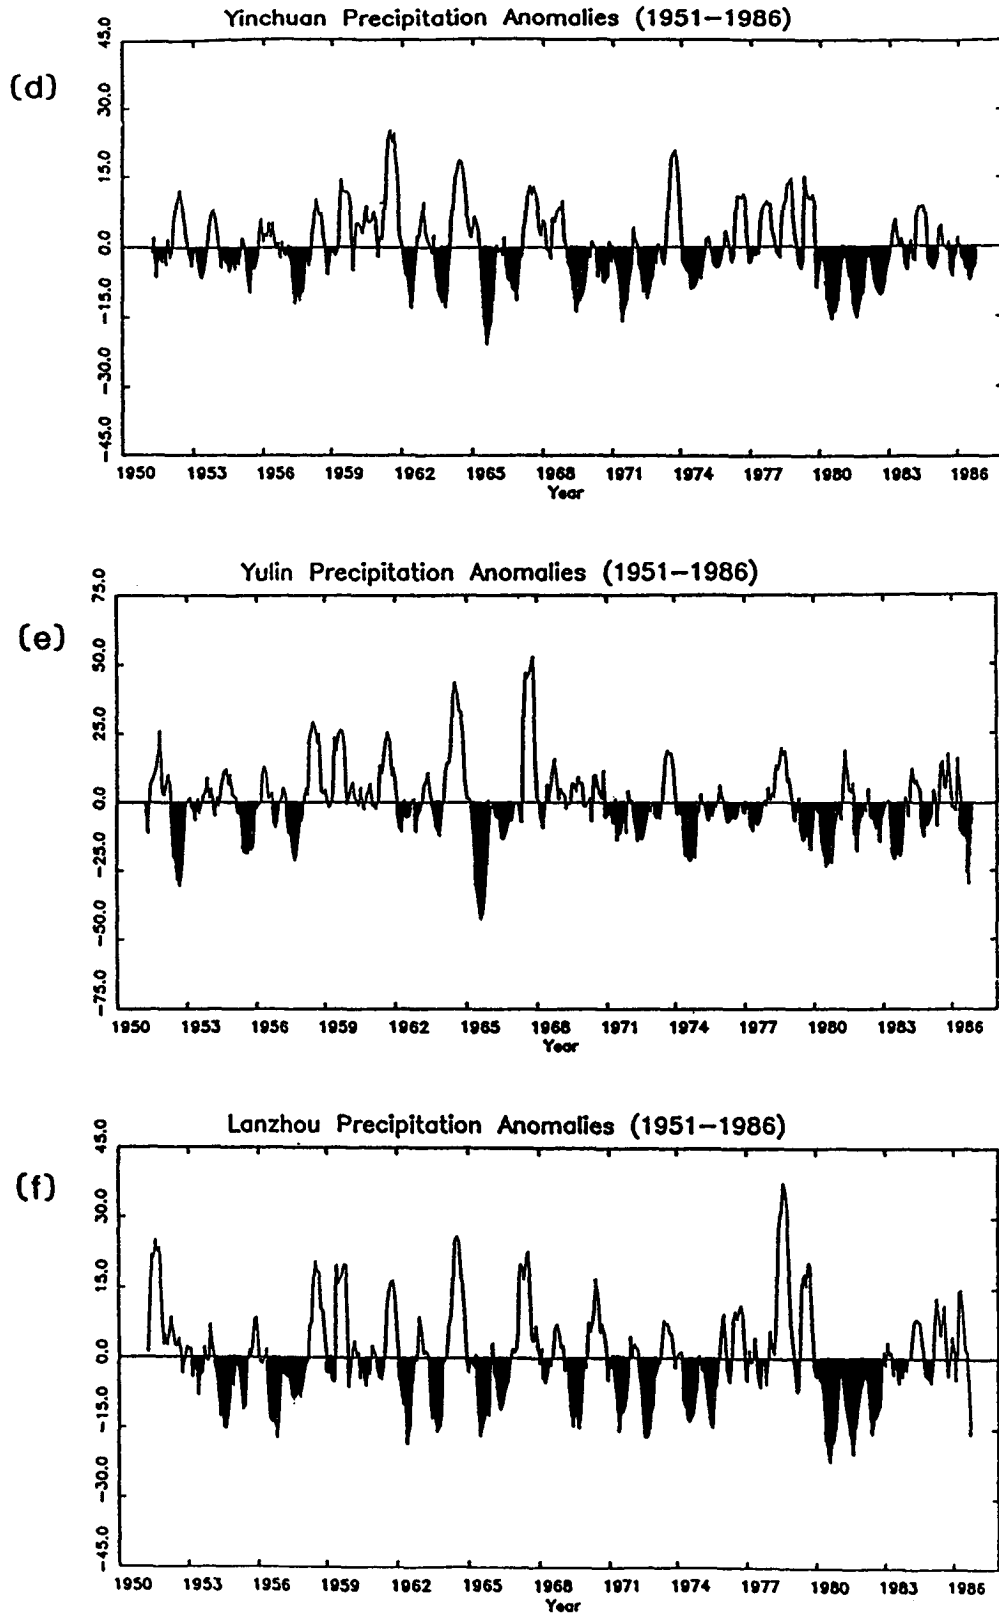 Yinchuan Precipitation Anomalies (1951-1986)
(d)
45.0
30.0
15.0
0.0
-15.0
-30.0
-45.0
1950 1953 1956 1959 1962 1965 1968 1971 1974 1977 1980 1983 1986
Year
Yulin Precipitation Anomalies (1951-1986)
(e)
75.0
50.0
25.0
0.0
-25.0
-50.0
-75.0
1950 1953 1956 1959 1962 1965 1968 1971 1974 1977 1980 1983 1986
Year
Lanzhou Precipitation Anomalies (1951-1986)
(f)
45.0
30.0
15.0
0.0
-15.0
-30.0
-45.0
1950 1953 1956 1959 1962 1965 1968 1971 1974 1977 1980 1983 1986
Year